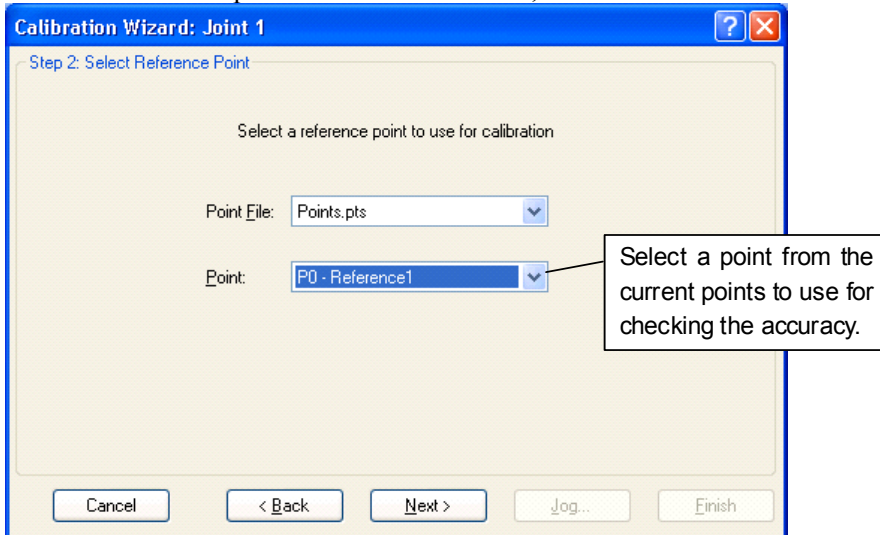 Calibration Wizard: Joint 1
Step 2: Select Reference Point
Select a reference point to use for calibration
Point File: Points.pts
Point: P0 - Reference1
Select a point from the
current points to use for
checking the accuracy.
Cancel < Back Next > Jog... Finish